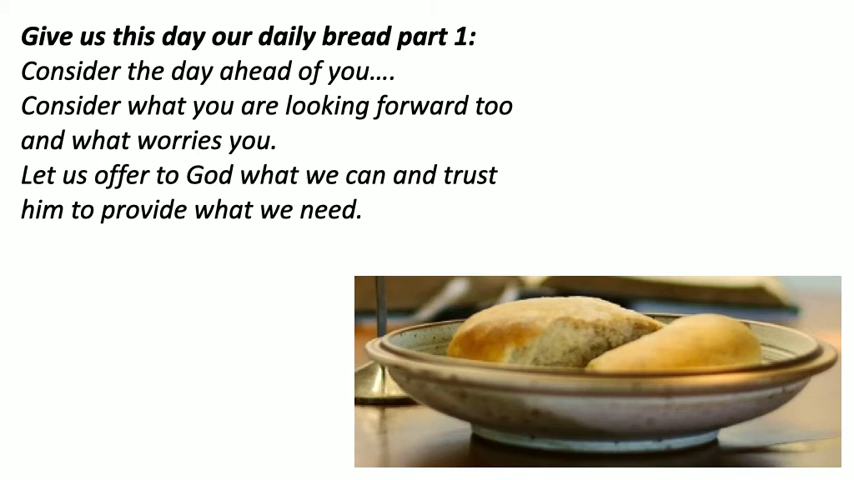 Give us this day our daily bread part 1:
Consider the day ahead of you....
Consider what you are looking forward too
and what worries you.
Let us offer to God what we can and trust
him to provide what we need.